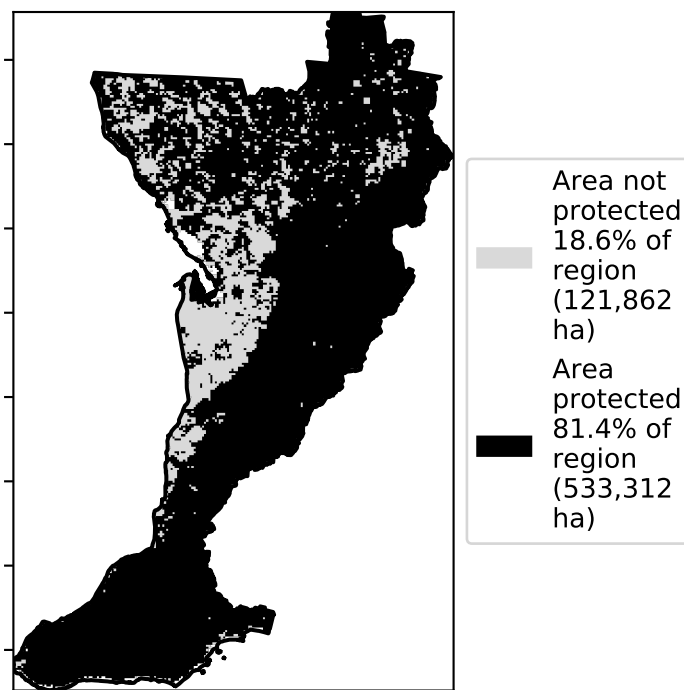 Area not
protected
18.6% of
region
(121,862
ha)
Area
protected
81.4% of
region
(533,312
ha)